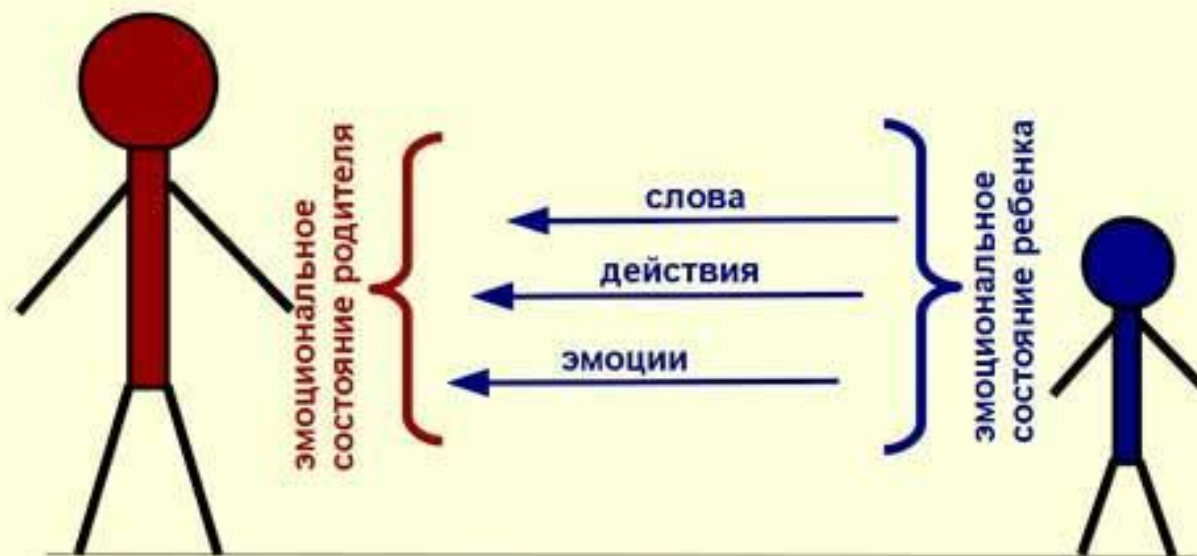 эмоциональное
состояние родителя
слова
действия
эмоции
эмоциональное
состояние ребенка